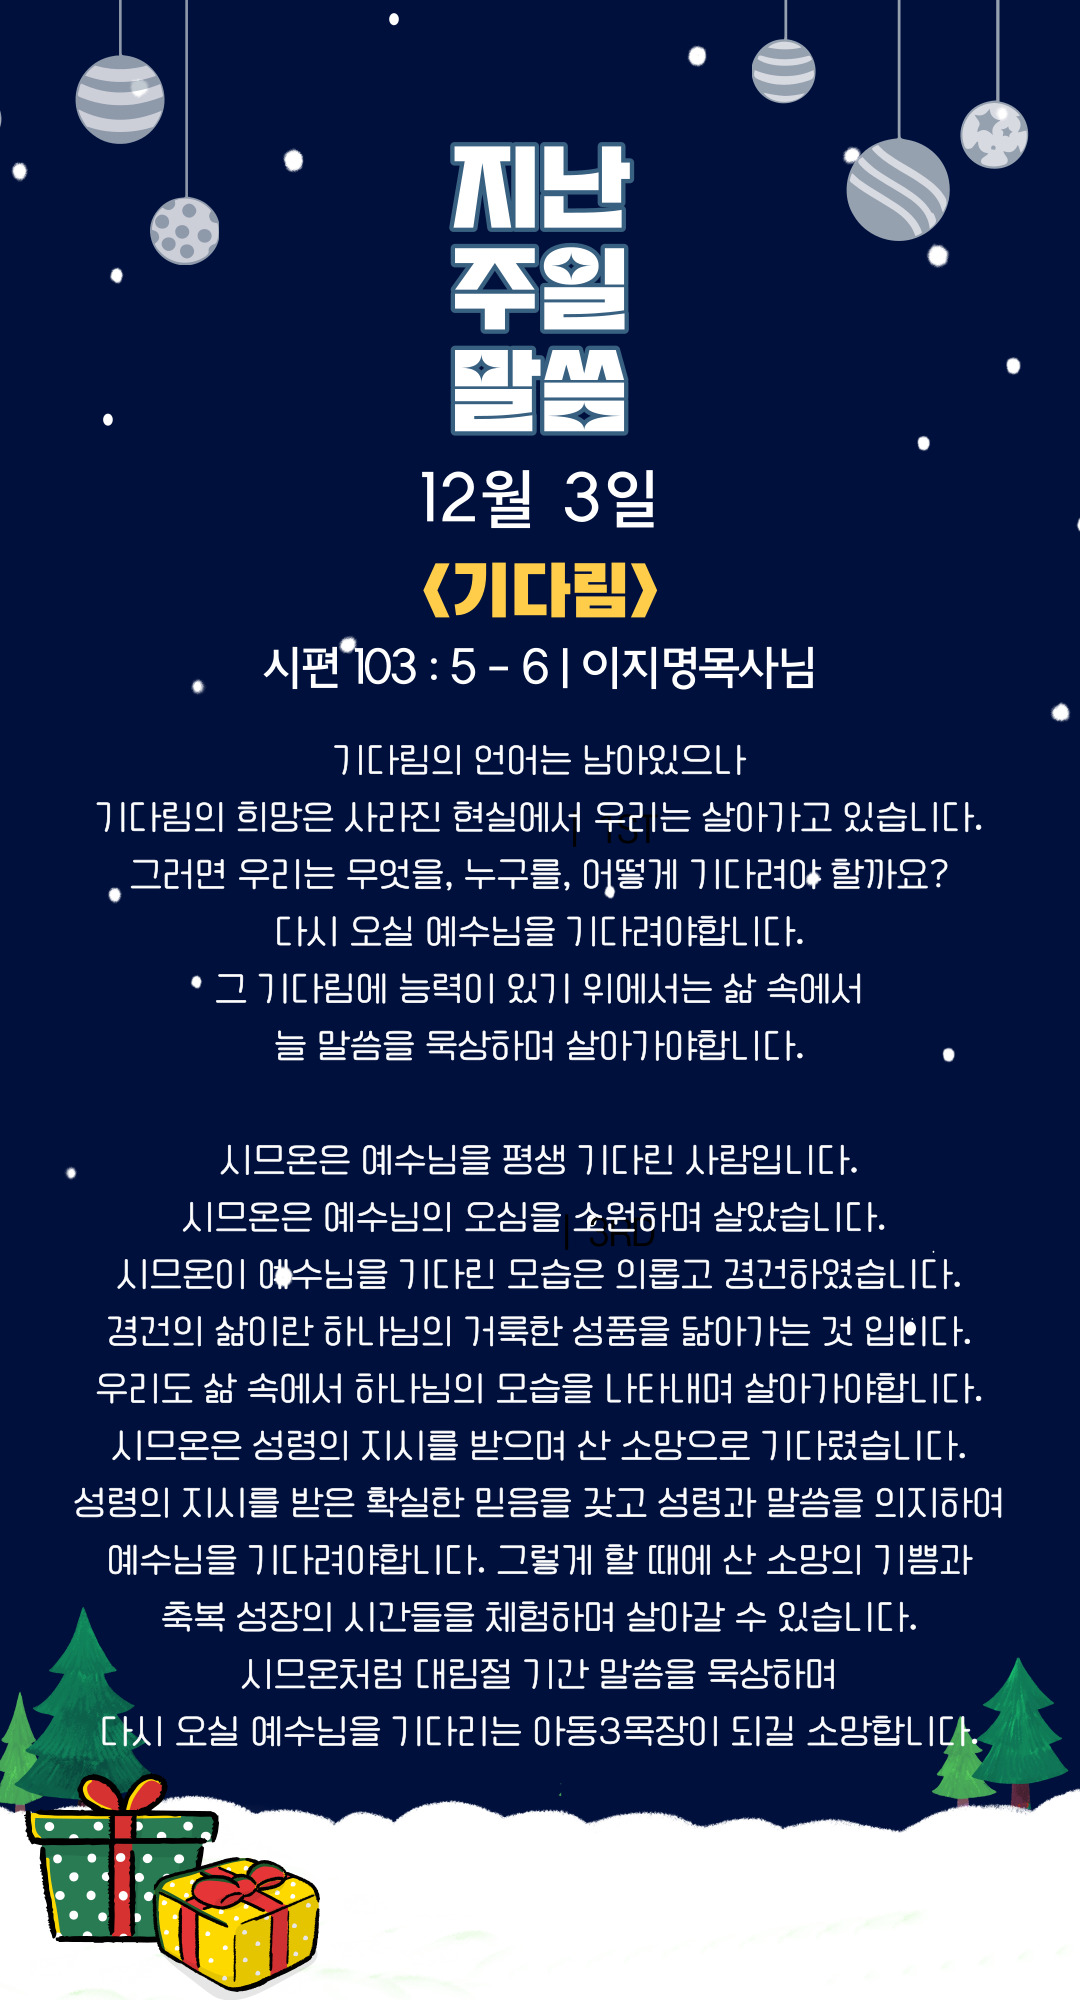 지난
주일
말씀
12월 3일
《기다림》
시편 103 : 5 - 6 | 이지명목사님
기다림의 언어는 남아있으나
기다림의 희망은 사라진 현실에서 우리는 살아가고 있습니다.
| 1ST
그러면 우리는 무엇을, 누구를, 어떻게 기다려야 할까요?
다시 오실 예수님을 기다려야합니다.
그 기다림에 능력이 있기 위에서는 삶 속에서
늘 말씀을 묵상하며 살아가야합니다.
시므온은 예수님을 평생 기다린 사람입니다.
시므온은 예수님의 오심을 소원하며 살았습니다.
| 3RD
시므온이 예수님을 기다린 모습은 의롭고 경건하였습니다.
경건의 삶이란 하나님의 거룩한 성품을 닮아가는 것 입니다.
우리도 삶 속에서 하나님의 모습을 나타내며 살아가야합니다.
시므온은 성령의 지시를 받으며 산 소망으로 기다렸습니다.
성령의 지시를 받은 확실한 믿음을 갖고 성령과 말씀을 의지하여
예수님을 기다려야합니다. 그렇게 할 때에 산 소망의 기쁨과
축복 성장의 시간들을 체험하며 살아갈 수 있습니다.
시므온처럼 대림절 기간 말씀을 묵상하며
다시 오실 예수님을 기다리는 아동3목장이 되길 소망합니다.